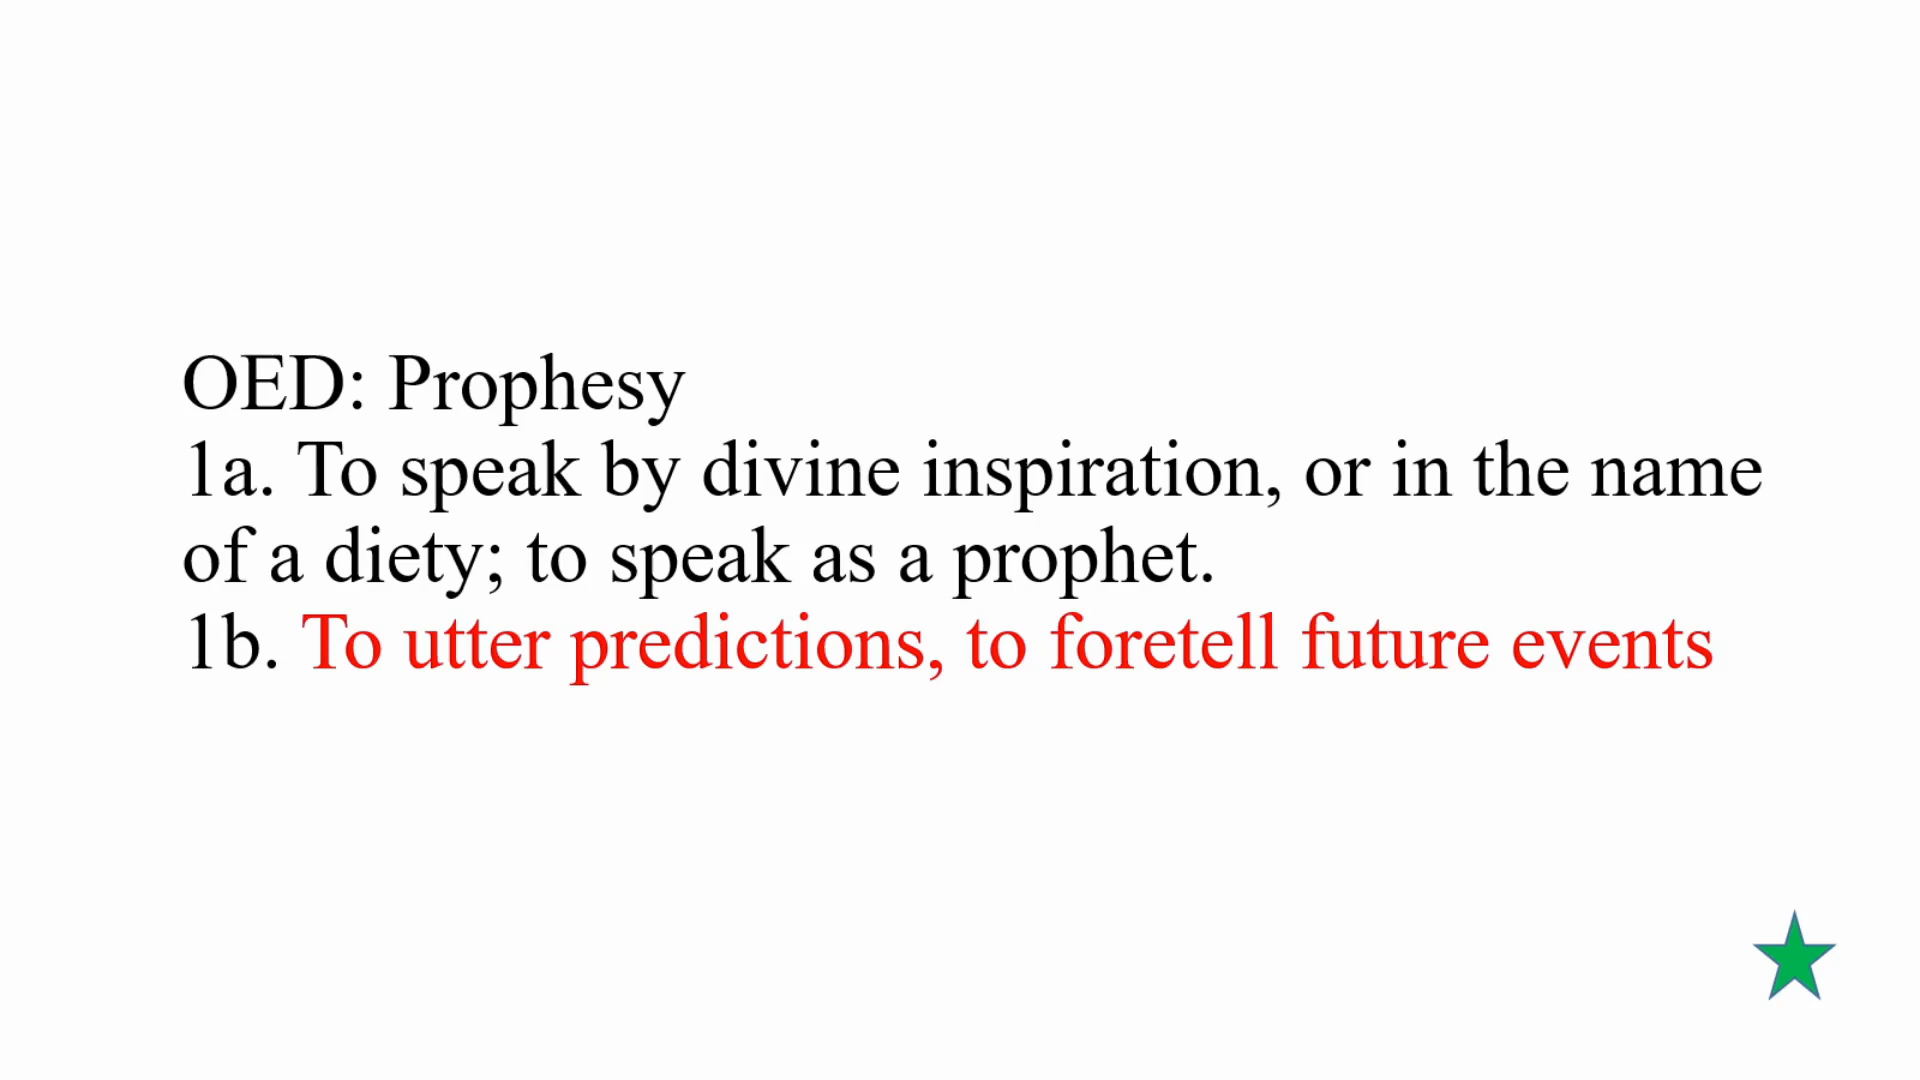 OED: Prophesy
1a. To speak by divine inspiration, or in the name
of a diety; to speak as a prophet.
1b. To utter predictions, to foretell future events